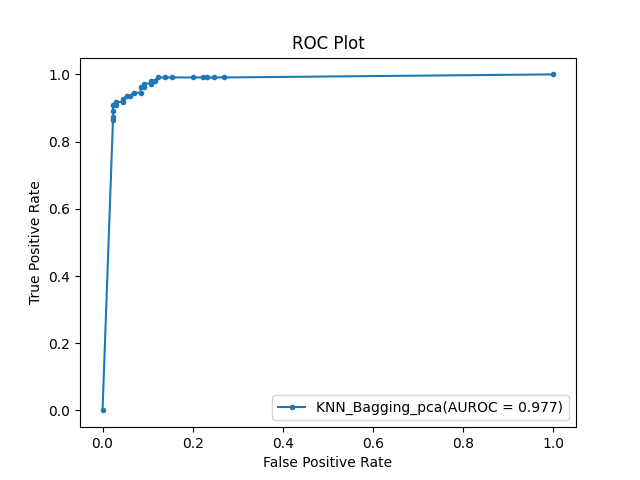 ROC Plot
True Positive Rate
1.0
0.8
0.6
0.4
0.2
0.0
KNN_Bagging_pca(AUROC = 0.977)
0.0 0.2 0.4 0.6 0.8 1.0
False Positive Rate